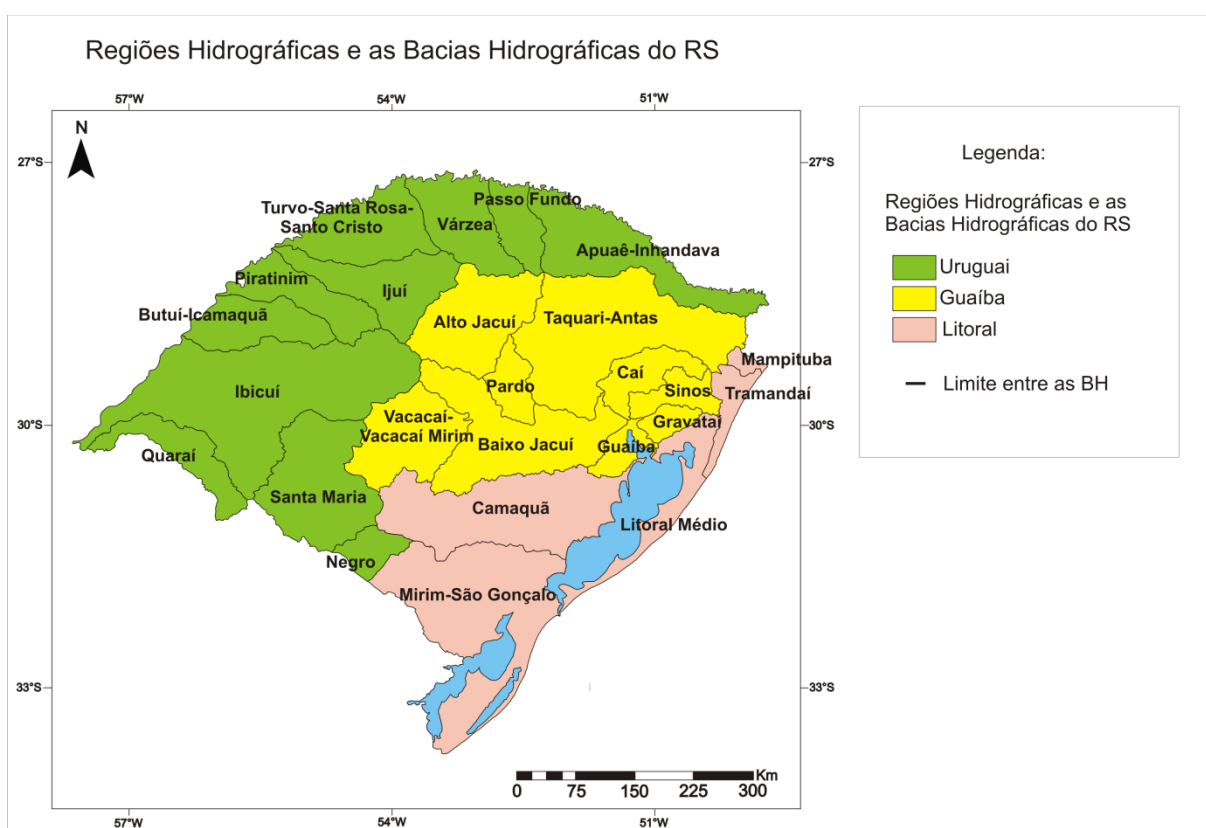 Regiões Hidrográficas e as Bacias Hidrográficas do RS
57°W
54°W
51°W
N
27°S
27°S
Passo Fundo
Turvo-Santa Rosa-
Santo Cristo
Várzea
Apuaê-Inhandava
Piratinim
Ijuí
Butuí-Icamaquã
Alto Jacuí
Taquari-Antas
Mampituba
Caí
Pardo
Ibicuí
Sinos
Tramandaí
Vacacaí-
Vacacaí Mirim
Gravataí
30°S
30°S
Baixo Jacuí
Guaíba
Quaraí
Santa Maria
Camaquã
Litoral Médio
Negro
Mirim-São Gonçalo
33°S
33°S
Km
0
75
150
225
300
57°W
54°W
51°W
Legenda:
Regiões Hidrográficas e as
Bacias Hidrográficas do RS
Uruguai
Guaíba
Litoral
Limite entre as BH